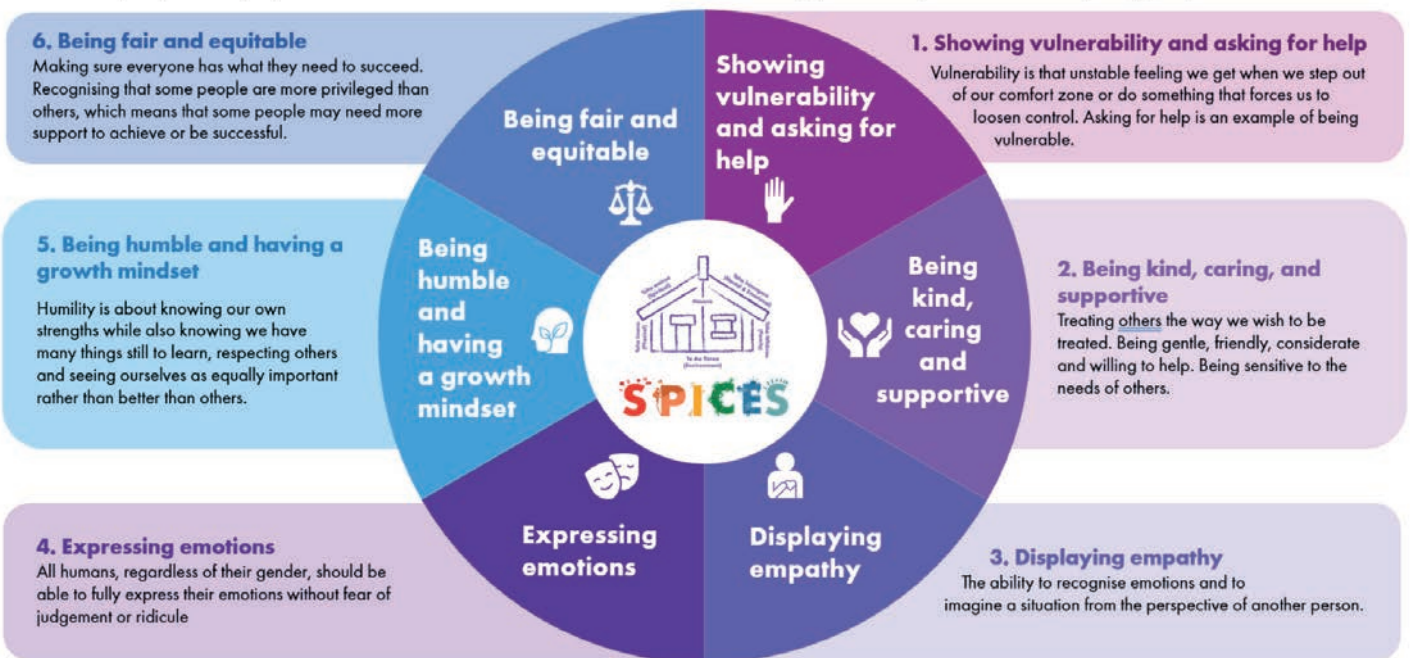 6. Being fair and equitable
Making sure everyone has what they need to succeed.
Recognising that some people are more privileged than
others, which means that some people may need more
support to achieve or be successful.
5. Being humble and having a
growth mindset
Humility is about knowing our own
strengths while also knowing we have
many things still to learn, respecting others
and seeing ourselves as equally important
rather than better than others.
4. Expressing emotions
All humans, regardless of their gender, should be
able to fully express their emotions without fear of
judgement or ridicule
Being fair and
equitable
Showing
vulnerability
and asking for
help
Being
humble
and
having
a growth
mindset
Being
kind,
caring
and
supportive
Expressing
emotions
Displaying
empathy
SPICES
1. Showing vulnerability and asking for help
Vulnerability is that unstable feeling we get when we step out
of our comfort zone or do something that forces us to
loosen control. Asking for help is an example of being
vulnerable.
2. Being kind, caring, and
supportive
Treating others the way we wish to be
treated. Being gentle, friendly, considerate
and willing to help. Being sensitive to the
needs of others.
3. Displaying empathy
The ability to recognise emotions and to
imagine a situation from the perspective of another person.